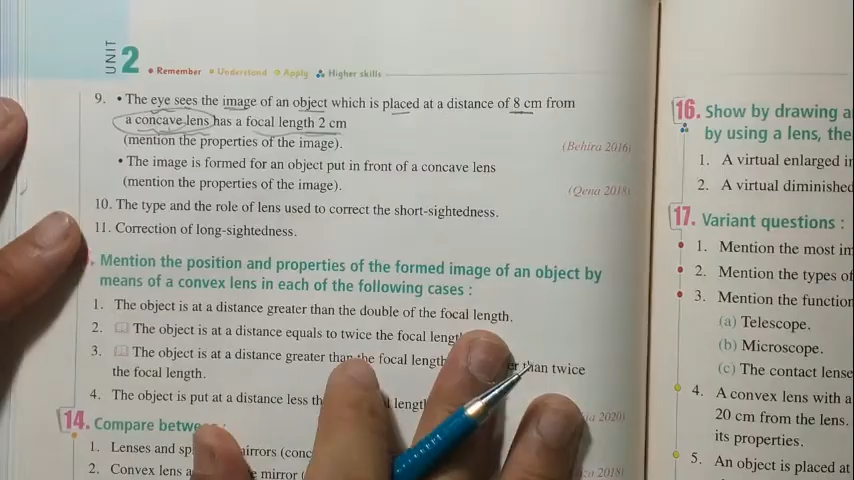 UNIT 2 • Remember • Understand • Apply Higher skills
9. • The eye sees the image of an object which is placed at a distance of 8 cm from
a concave lens has a focal length 2 cm
(mention the properties of the image). (Behira 2016)
• The image is formed for an object put in front of a concave lens
(mention the properties of the image). (Qena 2018)
10. The type and the role of lens used to correct the short-sightedness.
11. Correction of long-sightedness.
Mention the position and properties of the formed image of an object by
means of a convex lens in each of the following cases :
1. The object is at a distance greater than the double of the focal length.
2. The object is at a distance equals to twice the focal
3. The object is at a distance greater than the focal length than twice
the focal length.
4. The object is put at a distance less 2020)
14. Compare
1. Lenses and
2. Convex lens mirror 2018)
16. Show by drawing a
by using a lens, the
1. A virtual enlarged
2. A virtual diminished
17. Variant questions :
1. Mention the most
2. Mention the types of
3. Mention the function
(a) Telescope.
(b) Microscope.
(c) The contact
4. A convex lens with a
20 cm from the lens.
its properties.
5. An object is placed at